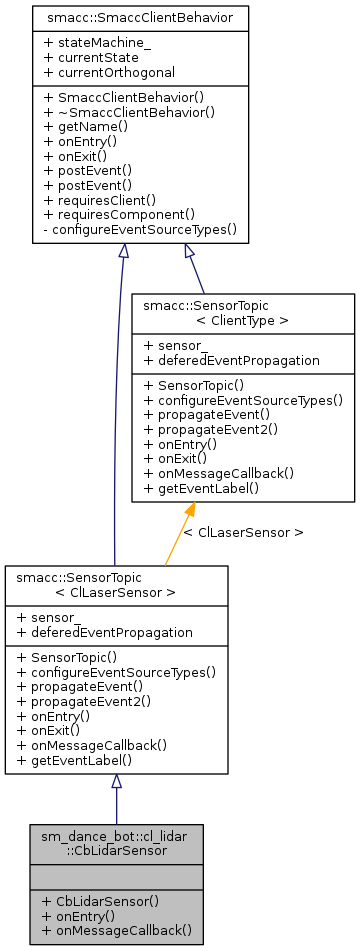 smacc::SmaccClientBehavior
+ stateMachine_
+ currentState
+ currentOrthogonal
+ SmaccClientBehavior()
+ ~SmaccClientBehavior()
+ getName()
+ onEntry()
+ onExit()
+ postEvent()
+ postEvent()
+ requiresClient()
+ requiresComponent()
- configureEventSourceTypes()
smacc::SensorTopic
< ClientType >
+ sensor_
+ deferedEventPropagation
+ SensorTopic()
+ configureEventSourceTypes()
+ propagateEvent()
+ propagateEvent2()
+ onEntry()
+ onExit()
+ onMessageCallback()
+ getEventLabel()
< ClLaserSensor >
smacc::SensorTopic
< ClLaserSensor >
+ sensor_
+ deferedEventPropagation
+ SensorTopic()
+ configureEventSourceTypes()
+ propagateEvent()
+ propagateEvent2()
+ onEntry()
+ onExit()
+ onMessageCallback()
+ getEventLabel()
sm_dance_bot::cl_lidar
::CbLidarSensor
+ CbLidarSensor()
+ onEntry()
+ onMessageCallback()